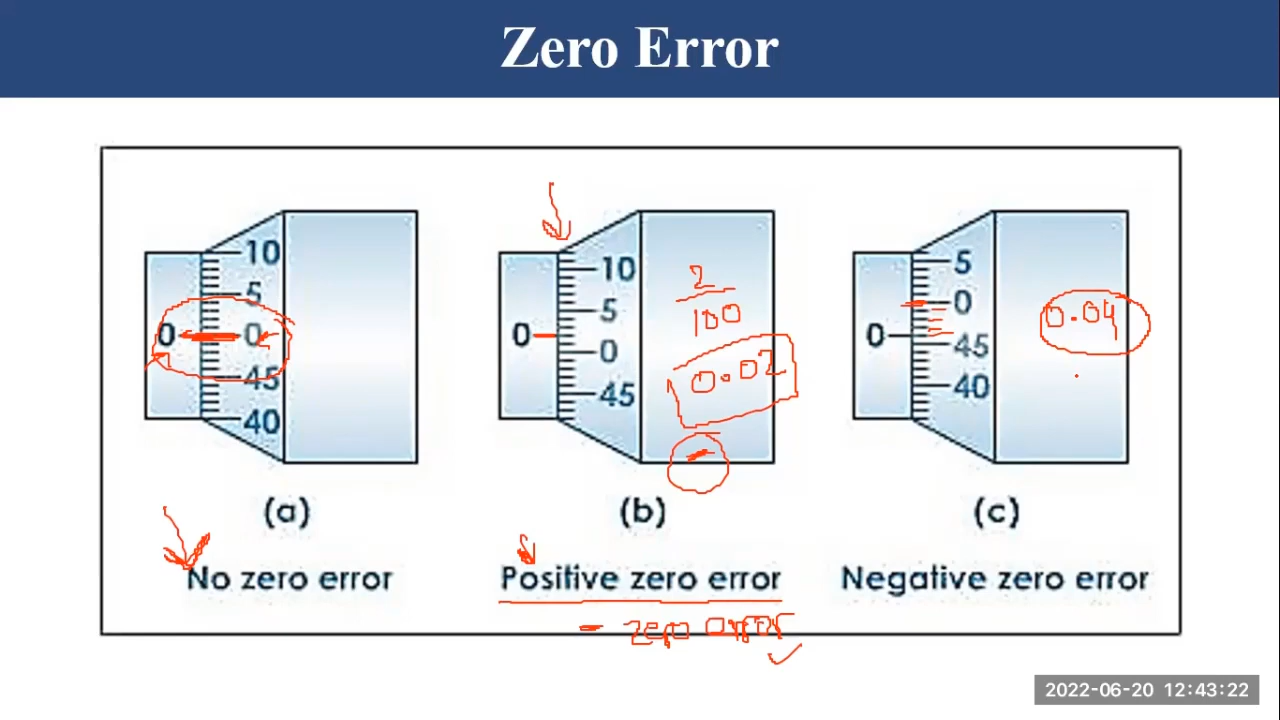 Zero Error
10
5
0 0
45
40
(a)
No zero error
10
5
0
0
45
2
100
0.02
-
(b)
Positive zero error
- zero error
5
0
0
45
40
0.04
(c)
Negative zero error
2022-06-20 12:43:22